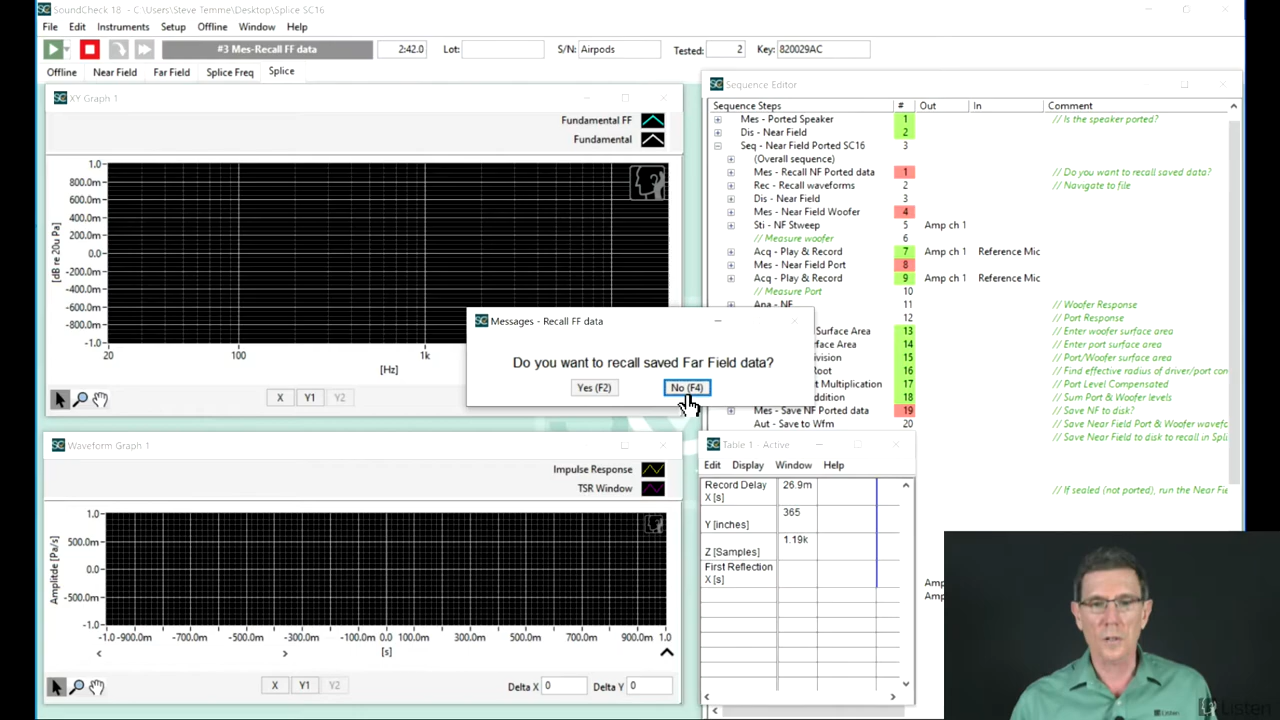 SoundCheck 18 - C:\Users\Steve Temme\Desktop\Splice SC16
File Edit Instruments Setup Offline Window Help
#3 Mes-Recall FF data 2:42.0 Lot: S/N: Airpods Tested: 2 Key: 820029AC
Offline Near Field Far Field Splice Freq Splice
XY Graph 1
Fundamental FF
Fundamental
1.0
800.0m
600.0m
400.0m
200.0m
0.0
-200.0m
-400.0m
-600.0m
-800.0m
-1.0
[dB re 20u Pa]
20 100 1k
[Hz]
X Y1 Y2
Waveform Graph 1
Impulse Response
TSR Window
1.0
500.0m
0.0
-500.0m
-1.0
Amplitde [Pa/s]
-1.0 -900.0m -700.0m -500.0m -300.0m -100.0m 0.0 100.0m 300.0m 500.0m 700.0m 900.0m 1.0
[s]
X Y1 Y2 Delta X 0 Delta Y 0
Messages - Recall FF data
Do you want to recall saved Far Field data?
Yes (F2) No (F4)
Sequence Editor
Sequence Steps # Out In Comment
Mes - Ported Speaker 1 // Is the speaker ported?
Dis - Near Field 2
Seq - Near Field Ported SC16 3
(Overall sequence)
Mes - Recall NF Ported data 1 // Do you want to recall saved data?
Rec - Recall waveforms 2 // Navigate to file
Dis - Near Field 3
Mes - Near Field Woofer 4
Sti - NF Stweep 5 Amp ch 1
// Measure woofer 6
Acq - Play & Record 7 Amp ch 1 Reference Mic
Mes - Near Field Port 8
Acq - Play & Record 9 Amp ch 1 Reference Mic
// Measure Port 10
Ana - NF 11 // Woofer Response
12 // Port Response
Surface Area 13 // Enter woofer surface area
face Area 14 // Enter port surface area
ivision 15 // Port/Woofer surface area
Root 16 // Find effective radius of driver/port cor
t Multiplication 17 // Port Level Compensated
ddition 18 // Sum Port & Woofer levels
Mes - Save NF Ported data 19 // Save NF to disk?
Aut - Save to Wfm 20 // Save Near Field Port & Woofer wavefo
// Save Near Field to disk to recall in Spli
// If sealed (not ported), run the Near Fie
Amp
Amp
Table 1 - Active
Edit Display Window Help
Record Delay 26.9m
X [s]
365
Y [inches]
1.19k
Z [Samples]
First Reflection
X [s]
Listen
Listen